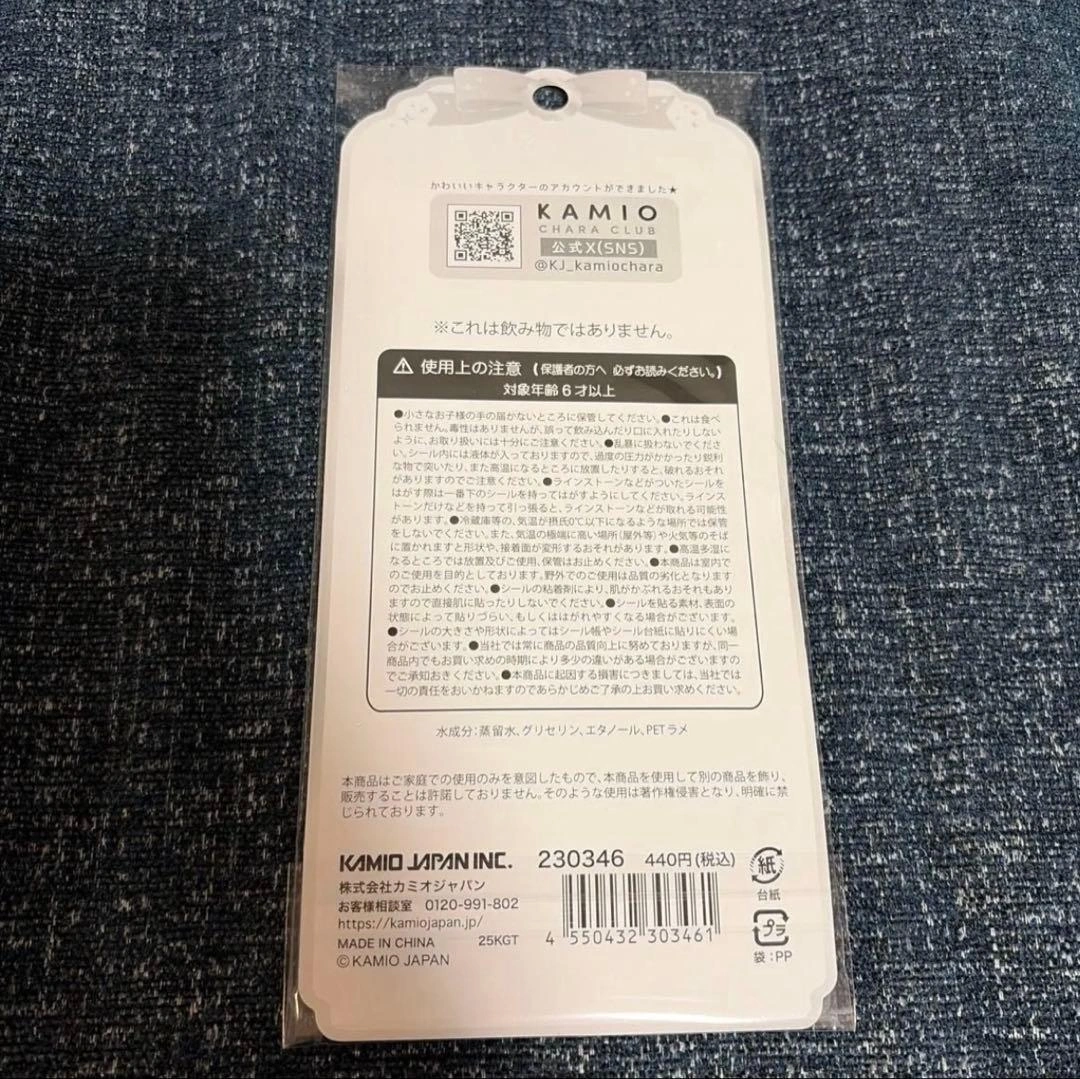 かわいいキャラクターのアカウントができました★
KAMIO
CHARA CLUB
公式X(SNS)
@KJ_kamiochara
※これは飲み物ではありません。
⚠ 使用上の注意 (保護者の方へ 必ずお読みください。)
対象年齢6才以上
●小さなお子様の手の届かないところに保管してください。●これは食べ
られません。毒性はありませんが、誤って飲み込んだり口に入れたりしない
ように、お取り扱いには十分にご注意ください。●乱暴に扱わないでくださ
い。シール内には液体が入っておりますので、過度の圧力がかかったり鋭利
な物で突いたり、また高温になるところに放置したりすると、破れるおそれ
がありますのでご注意ください。●ラインストーンなどがついたシールを
はがす際は一番下のシールを持ってはがすようにしてください。ラインス
トーンだけなどを持って引っ張ると、ラインストーンなどが取れる可能性
があります。●冷蔵庫等の、気温が摂氏0℃以下になるような場所では保管
をしないでください。また、気温の極端に高い場所(屋外等)や火気等のそば
に置かれますと形状や、接着面が変形するおそれがあります。●高温多湿に
なるところでは放置及びご使用、保管はお止めください。●本商品は室内で
のご使用を目的としております。野外でのご使用は品質の劣化となります
のでお止めください。●シールの粘着剤により、肌がかぶれるおそれもあり
ますので直接肌に貼ったりしないでください。●シールを貼る素材、表面の
状態によって貼りづらい、もしくははがれやすくなる場合がございます。
●シールの大きさや形状によってはシール帳やシール台紙に貼りにくい場
合がございます。●当社では常に商品の品質向上に努めておりますが、同一
商品内でもお買い求めの時期により多少の違いがある場合がございますの
でご承知おきください。●本商品に起因する損害につきましては、当社では
一切の責任をおいかねますのであらかじめご了承の上お買い求めください。
水成分:蒸留水、グリセリン、エタノール、PETラメ
本商品はご家庭での使用のみを意図したもので、本商品を使用して別の商品を飾り、
販売することは許諾しておりません。そのような使用は著作権侵害となり、明確に禁
じられております。
KAMIO JAPAN INC. 230346 440円(税込)
株式会社カミオジャパン
お客様相談室 0120-991-802
https://kamiojapan.jp/
MADE IN CHINA 25KGT
©KAMIO JAPAN
4 550432 303461
紙
台紙
プラ
袋:PP